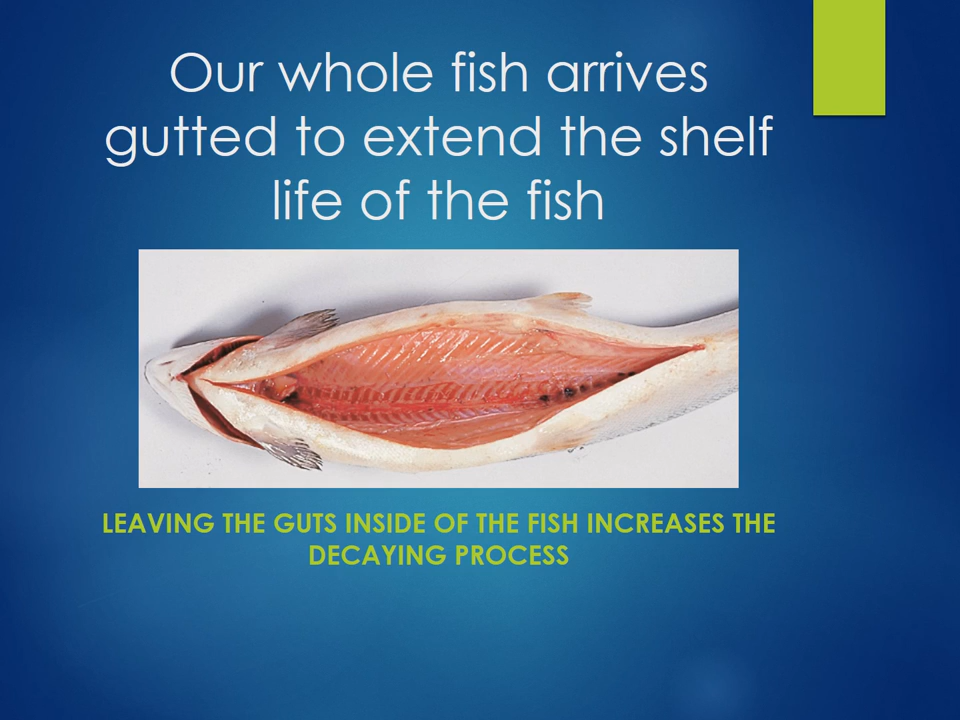 Our whole fish arrives
gutted to extend the shelf
life of the fish
LEAVING THE GUTS INSIDE OF THE FISH INCREASES THE
DECAYING PROCESS